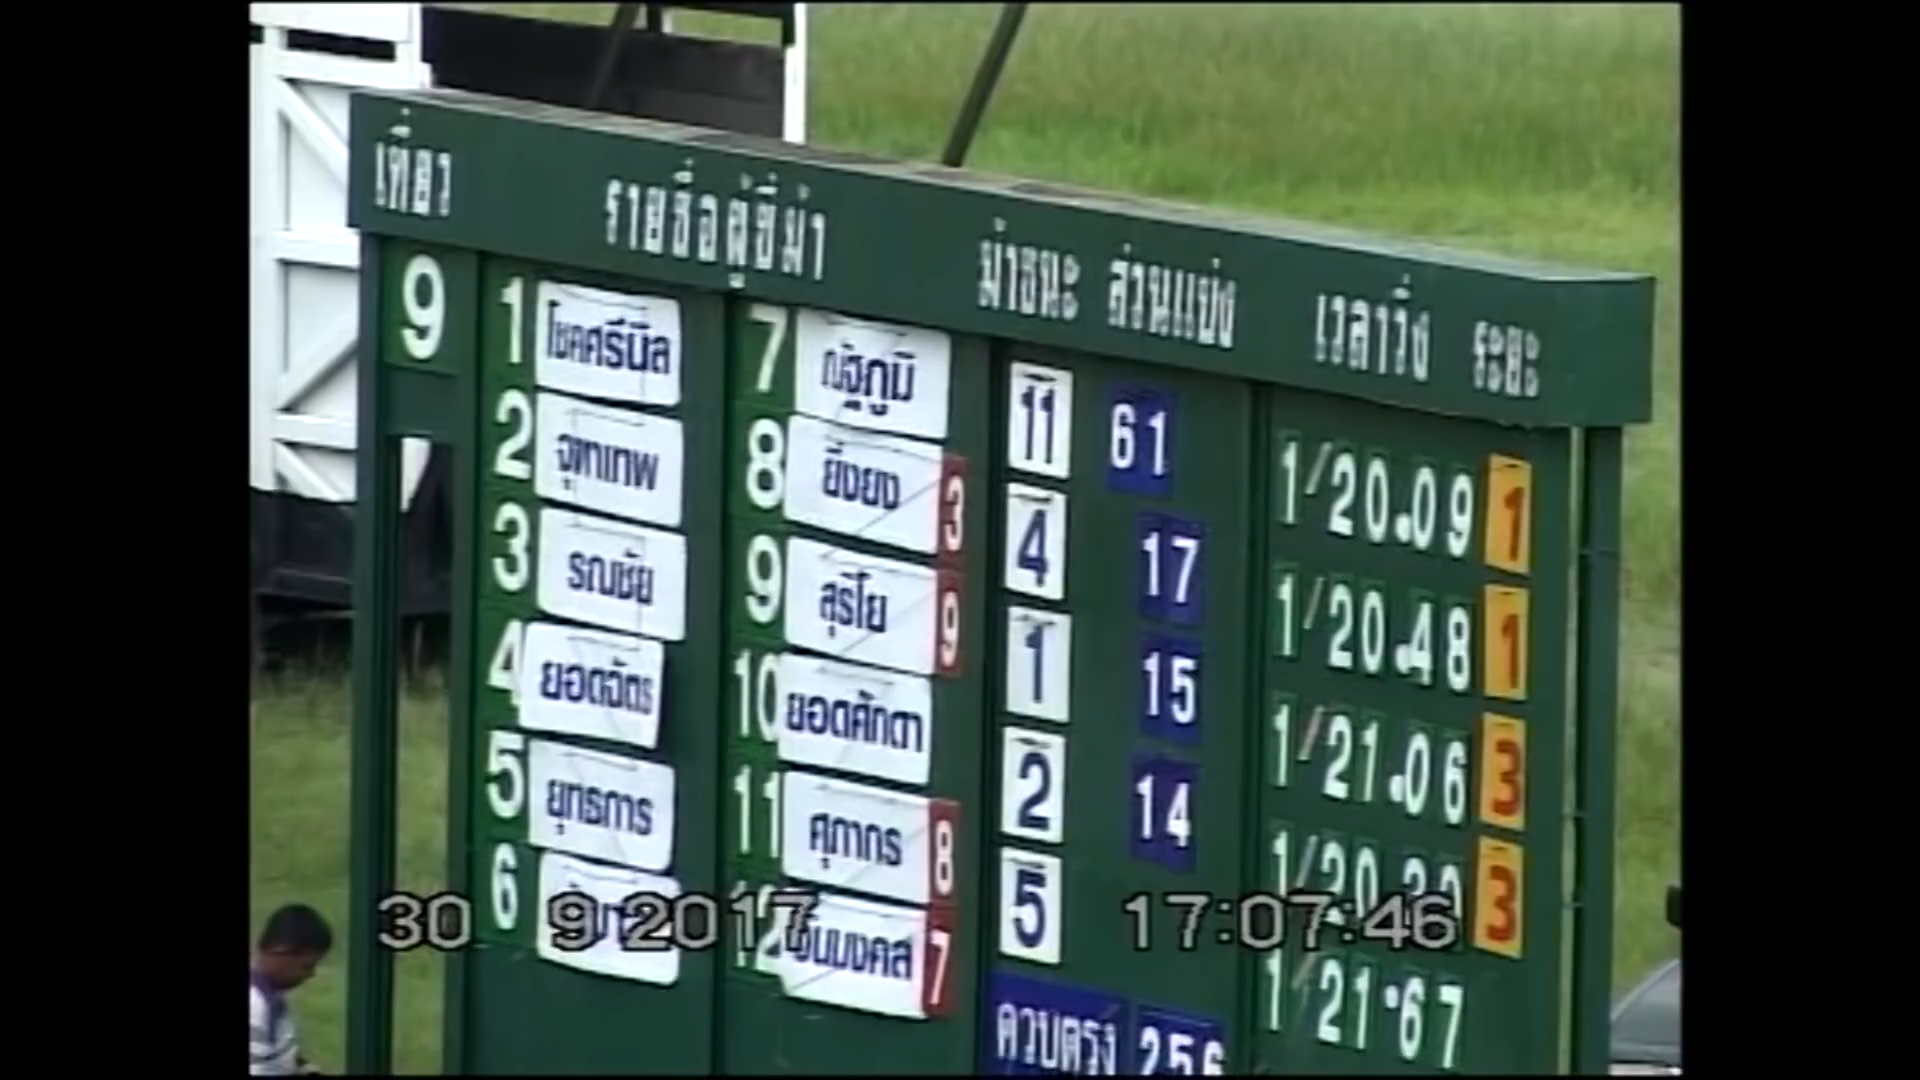 เที่ยว รายชื่อผู้ขี่ม้า ม้าชนะ ส่วนแบ่ง เวลาวิ่ง ระยะ
9
1 โชคศรีนิล
2 จุฑาเทพ
3 รณชัย
4 ยอดฉัตร
5 ยุทธการ
6
7 ณัฐภูมิ
8 ยิ่งยง 3
9 สุริโย 9
10 ยอดศักดา
11 ศุภากร 8
12 7
11 61 1/20.09 1
4 17 1/20.48 1
1 15 1/21.06 3
2 14 3
5 1/21.67
ควบตรง 256
30 9 2017 17:07:46